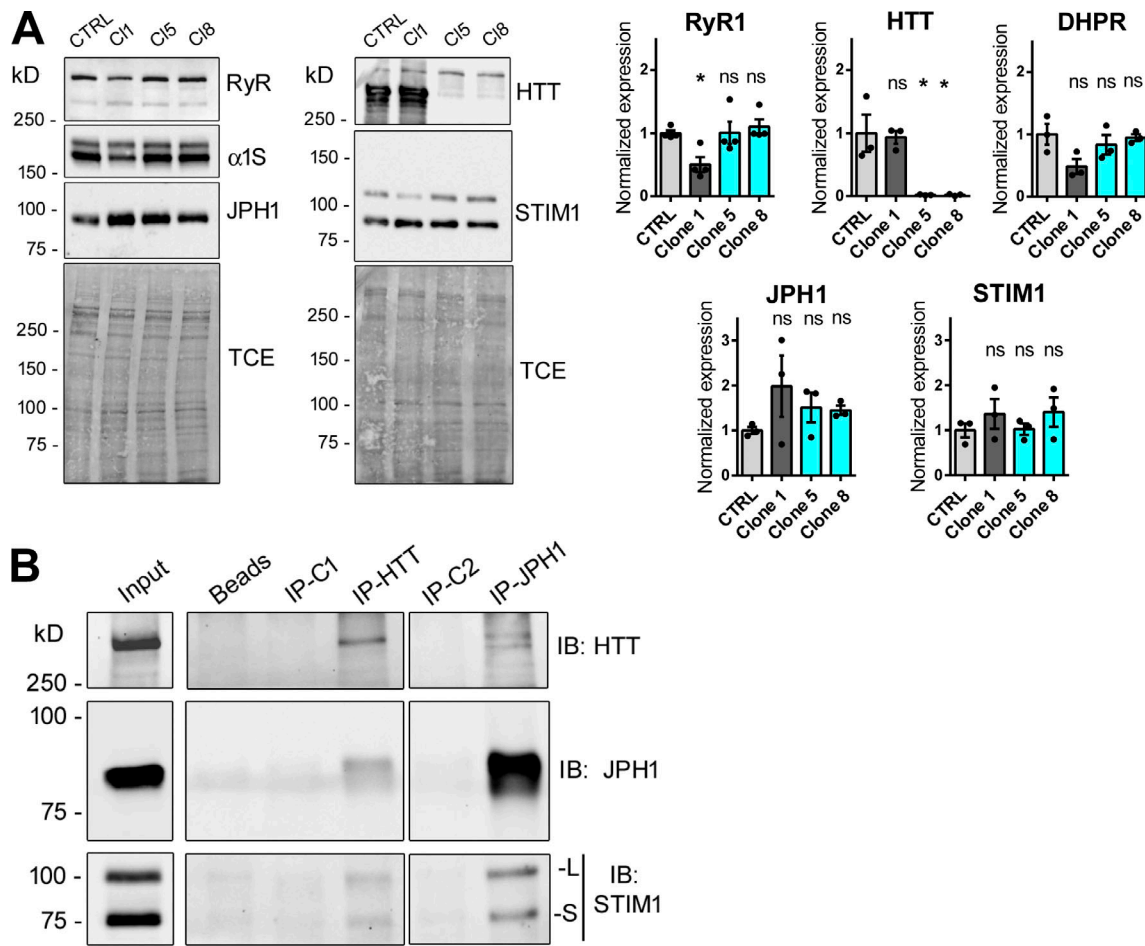 A
CTRL Cl1 Cl5 Cl8
kD
RyR
250 -
α1S
100 -
JPH1
75 -
250 -
150 -
TCE
100 -
75 -
CTRL Cl1 Cl5 Cl8
kD
HTT
250 -
150 -
100 -
STIM1
75 -
250 -
150 -
TCE
100 -
75 -
RyR1
Normalized expression
2
1
0
* ns ns
CTRL Clone 1 Clone 5 Clone 8
HTT
Normalized expression
2
1
0
ns * *
CTRL Clone 1 Clone 5 Clone 8
DHPR
Normalized expression
2
1
0
ns ns ns
CTRL Clone 1 Clone 5 Clone 8
JPH1
Normalized expression
3
2
1
0
ns ns ns
CTRL Clone 1 Clone 5 Clone 8
STIM1
Normalized expression
3
2
1
0
ns ns ns
CTRL Clone 1 Clone 5 Clone 8
B
Input Beads IP-C1 IP-HTT IP-C2 IP-JPH1
kD
IB: HTT
250 -
100 -
IB: JPH1
75 -
100 -
-L
IB:
STIM1
75 -
-S